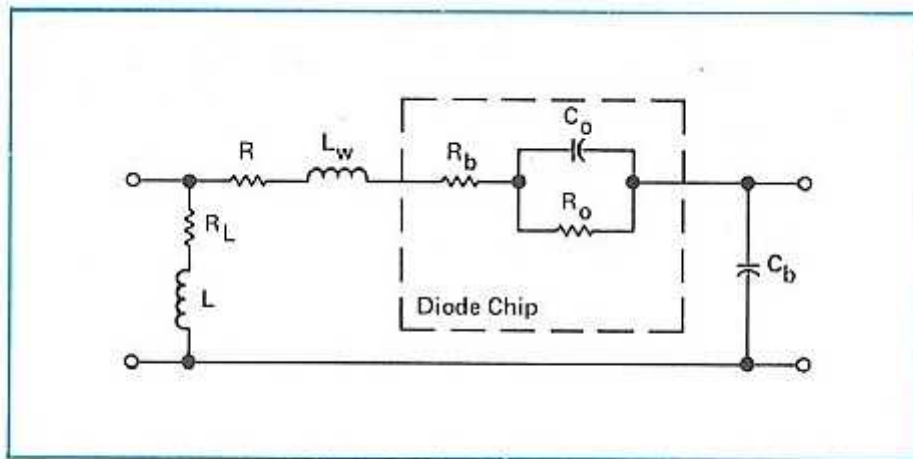 C_o
L_w
R
R_b
R_o
R_L
C_b
L
Diode Chip